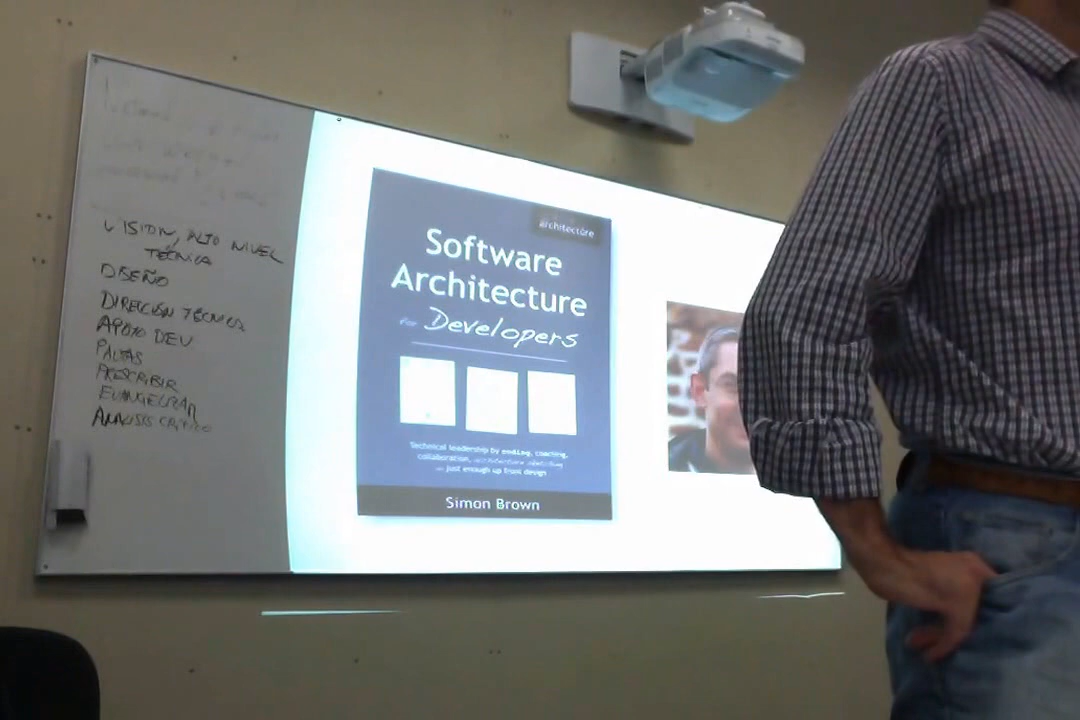 VISION, ALTO NIVEL
TÉCNICA
DISEÑO
DIRECCIÓN TÉCNICA
APOYO DEV
PAUTAS
PRESCRIBIR
EVANGELIZAR
ANALISIS CRITICO
architecture
Software
Architecture
for Developers
Technical leadership by coding, coaching,
collaboration, architecture sketching
and just enough up front design
Simon Brown